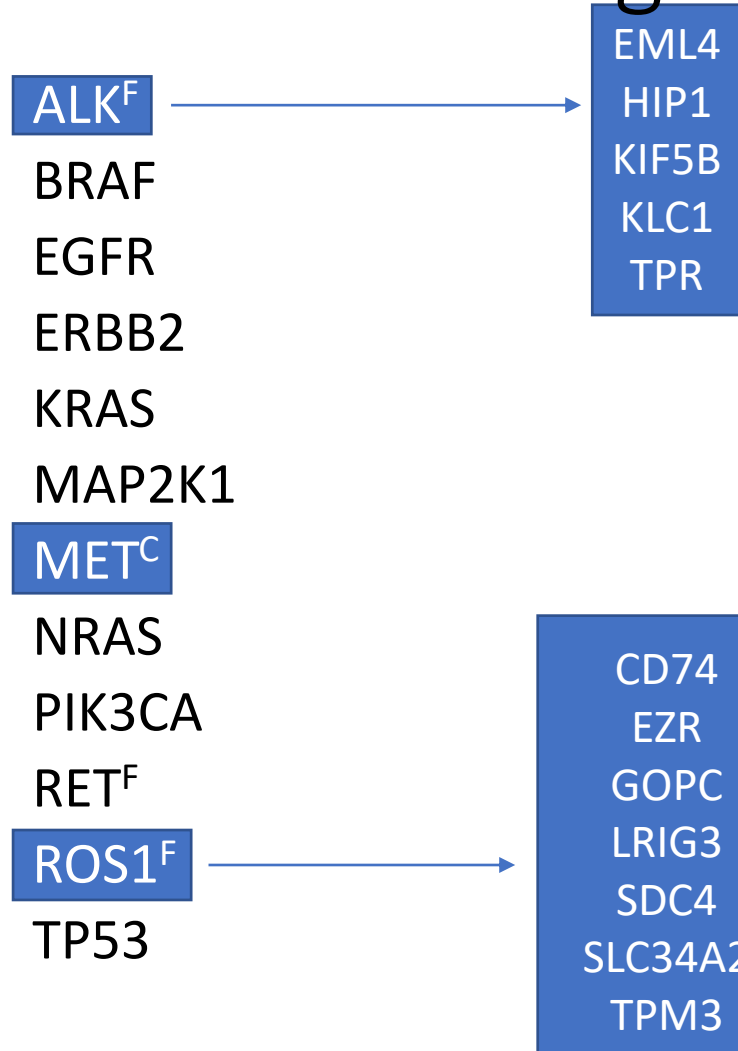 ALKF
BRAF
EGFR
ERBB2
KRAS
MAP2K1
METC
NRAS
PIK3CA
RETF
ROS1F
TP53
EML4
HIP1
KIF5B
KLC1
TPR
CD74
EZR
GOPC
LRIG3
SDC4
SLC34A2
TPM3